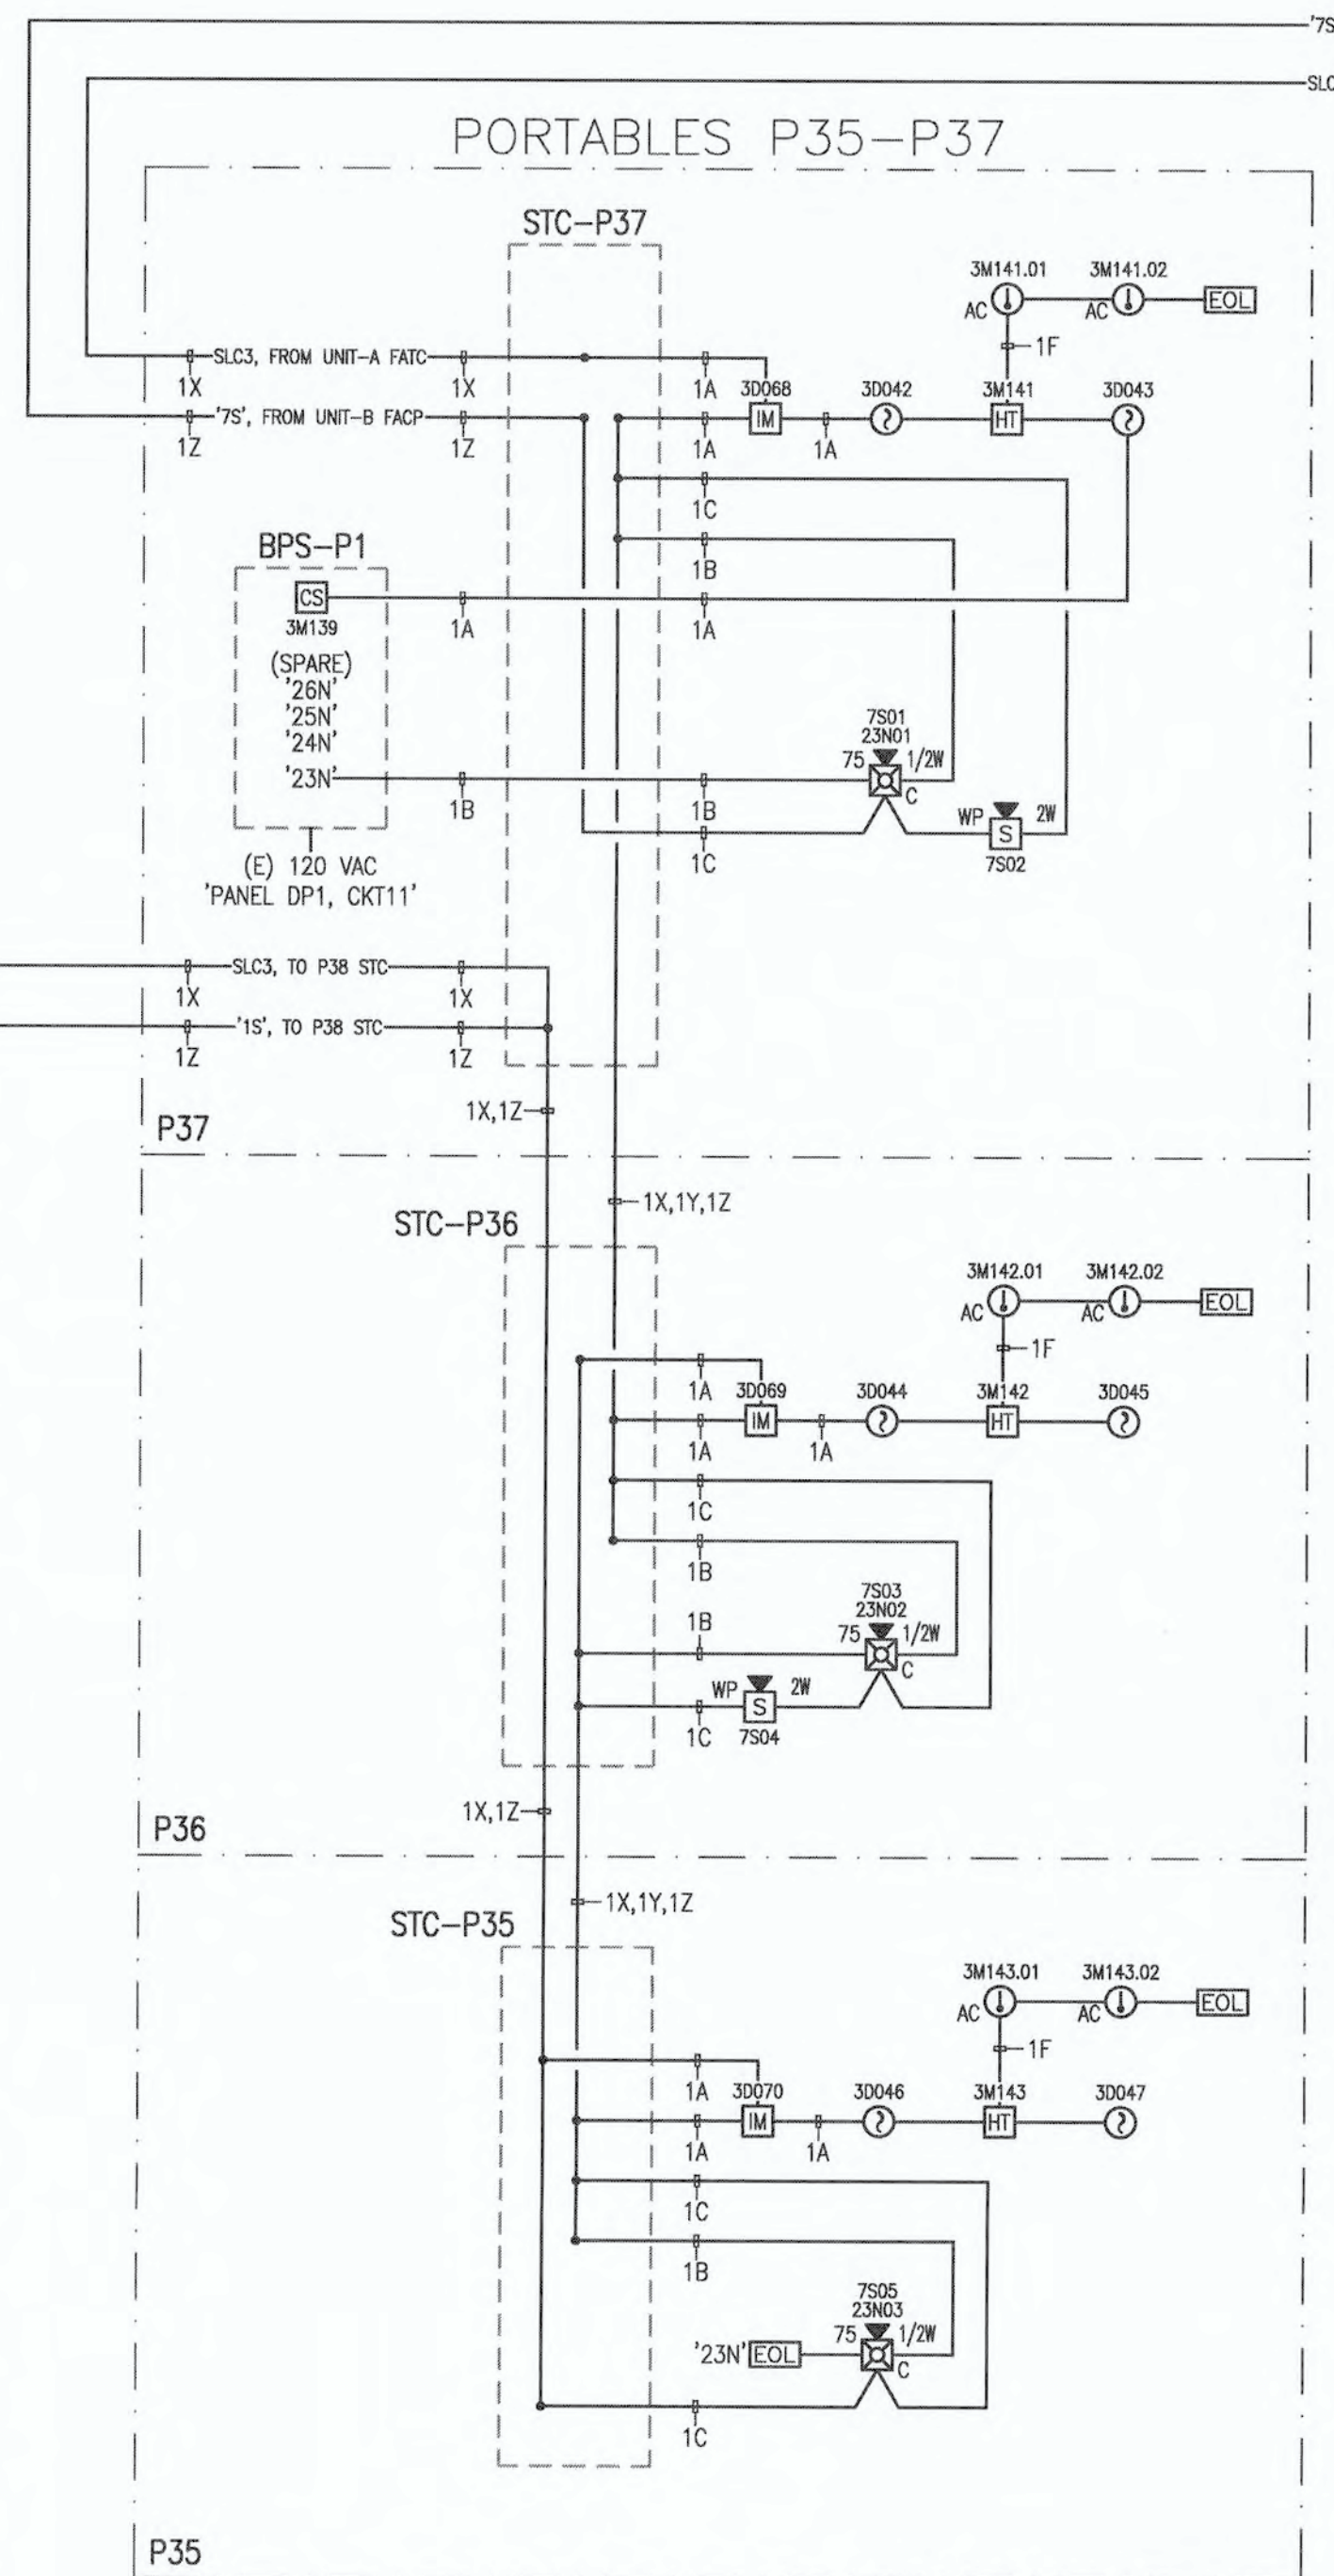 '7S
SLC
PORTABLES P35-P37
STC-P37
3M141.01 3M141.02
AC AC EOL
1F
SLC3, FROM UNIT-A FATC
1X 1X 1A 3D068 3D042 3M141 3D043
'7S', FROM UNIT-B FACP IM HT
1Z 1Z 1A 1A
1C
BPS-P1
1B
CS
3M139 1A 1A
(SPARE)
'26N'
'25N'
'24N'
'23N'
7S01
23N01
75 1/2W
C
1B 1B
WP 2W
S
1C 7S02
(E) 120 VAC
'PANEL DP1, CKT11'
SLC3, TO P38 STC
1X 1X
'1S', TO P38 STC
1Z 1Z
1X,1Z
P37
1X,1Y,1Z
STC-P36
3M142.01 3M142.02
AC AC EOL
1F
1A 3D069 3D044 3M142 3D045
IM HT
1A 1A
1C
1B
7S03
23N02
1B 75 1/2W
C
WP 2W
S
1C 7S04
1X,1Z
P36
1X,1Y,1Z
STC-P35
3M143.01 3M143.02
AC AC EOL
1F
1A 3D070 3D046 3M143 3D047
IM HT
1A 1A
1C
1B
7S05
23N03
75 1/2W
'23N' EOL C
1C
P35